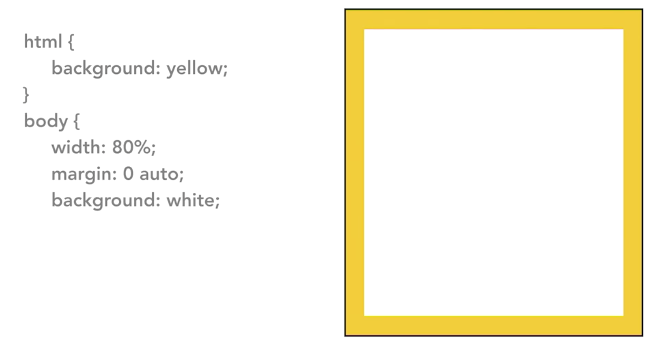 html {
background: yellow;
}
body {
width: 80%;
margin: 0 auto;
background: white;